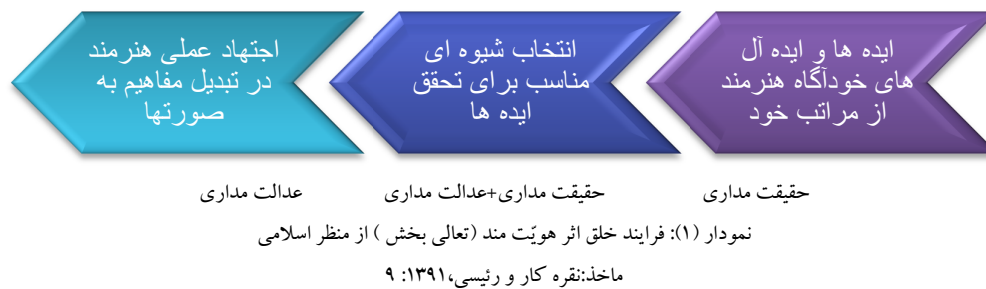 ایده ها و ایده آل
های خودآگاه هنرمند
از مراتب خود
انتخاب شیوه ای
مناسب برای تحقق
ایده ها
اجتهاد عملی هنرمند
در تبدیل مفاهیم به
صورتها
حقیقت مداری
حقیقت مداری+عدالت مداری
عدالت مداری
نمودار (۱): فرایند خلق اثر هویّت مند (تعالی بخش ) از منظر اسلامی
ماخذ:نقره کار و رئیسی،۱۳۹۱: ۹